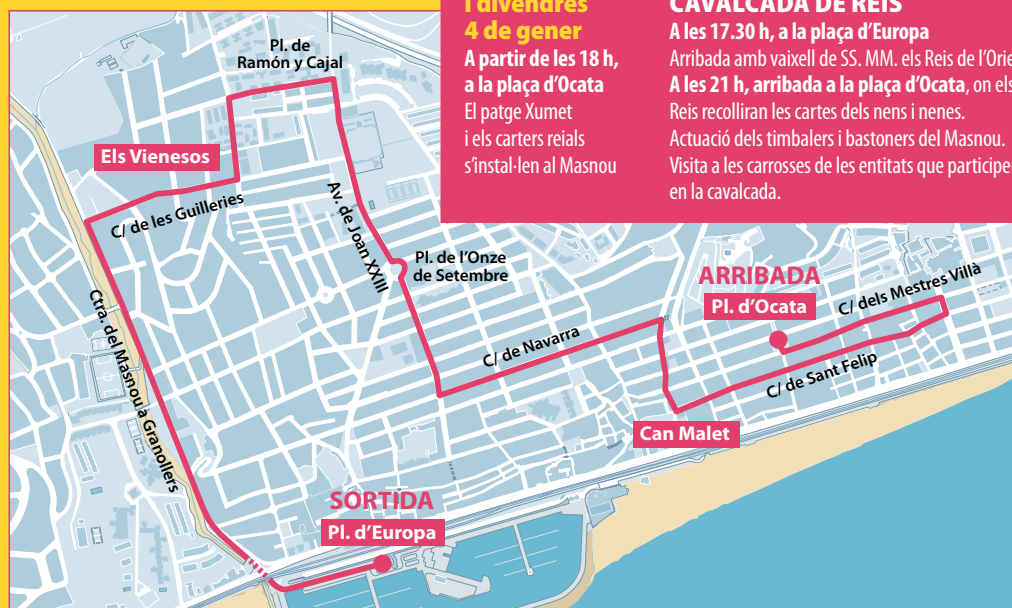 i divendres
4 de gener
A partir de les 18 h,
a la plaça d'Ocata
El patge Xumet
i els carters reials
s'instal·len al Masnou
CAVALCADA DE REIS
A les 17.30 h, a la plaça d'Europa
Arribada amb vaixell de SS. MM. els Reis de l'Orie
A les 21 h, arribada a la plaça d'Ocata, on els
Reis recolliran les cartes dels nens i nenes.
Actuació dels timbalers i bastoners del Masnou.
Visita a les carrosses de les entitats que participe
en la cavalcada.
Pl. de
Ramón y Cajal
Els Vienesos
C/ de les Guilleries
Av. de Joan XXIII
Pl. de l'Onze
de Setembre
ARRIBADA
Pl. d'Ocata
C/ dels Mestres Villà
Ctra. del Masnou a Granollers
C/ de Navarra
C/ de Sant Felip
Can Malet
SORTIDA
Pl. d'Europa